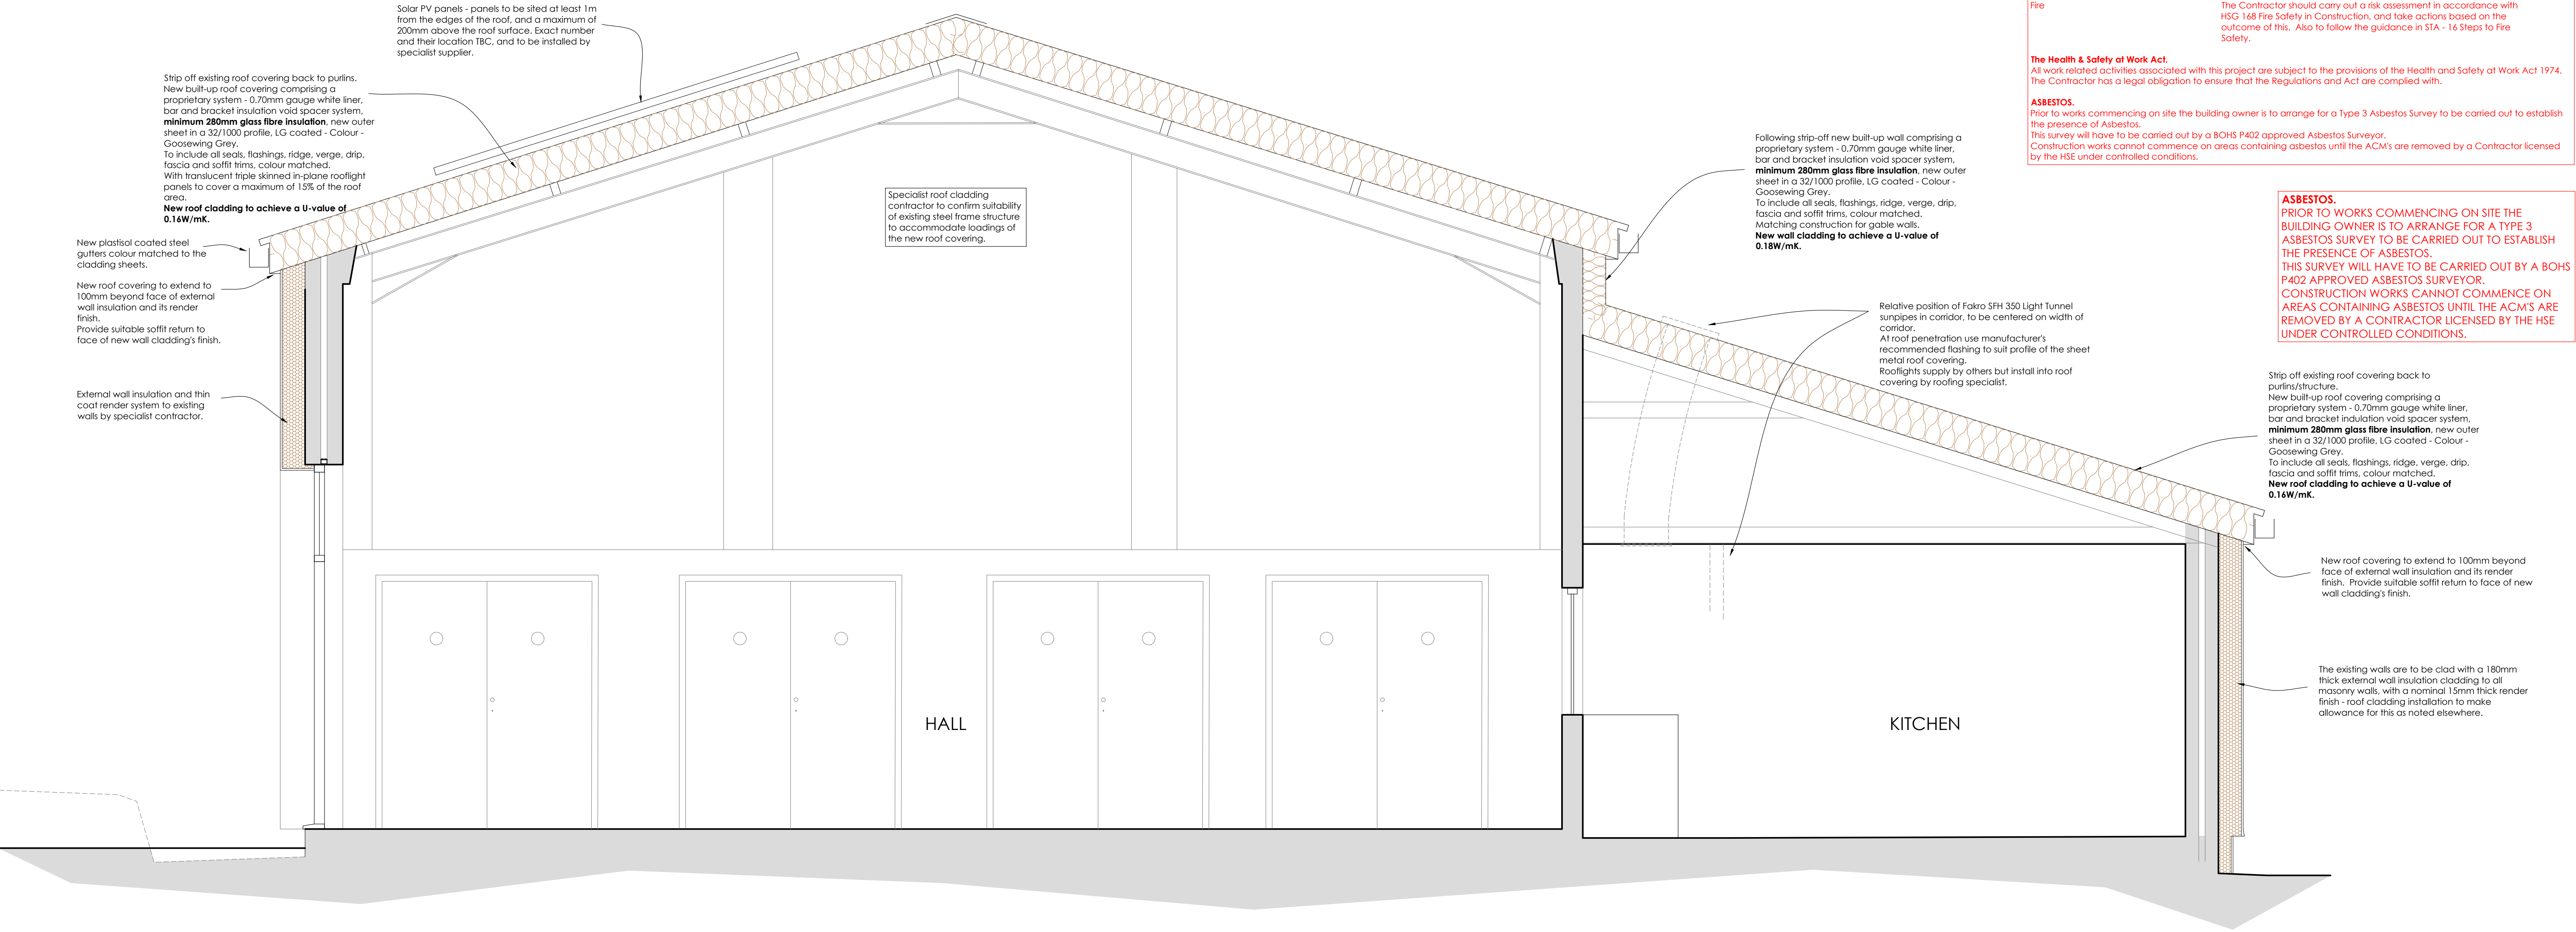 Solar PV panels - panels to be sited at least 1m
from the edges of the roof, and a maximum of
200mm above the roof surface. Exact number
and their location TBC, and to be installed by
specialist supplier.
Strip off existing roof covering back to purlins.
New built-up roof covering comprising a
proprietary system - 0.70mm gauge white liner,
bar and bracket insulation void spacer system,
minimum 280mm glass fibre insulation, new outer
sheet in a 32/1000 profile, LG coated - Colour -
Goosewing Grey.
To include all seals, flashings, ridge, verge, drip,
fascia and soffit trims, colour matched.
With translucent triple skinned in-plane rooflight
panels to cover a maximum of 15% of the roof
area.
New roof cladding to achieve a U-value of
0.16W/mK.
New plastisol coated steel
gutters colour matched to the
cladding sheets.
New roof covering to extend to
100mm beyond face of external
wall insulation and its render
finish.
Provide suitable soffit return to
face of new wall cladding's finish.
External wall insulation and thin
coat render system to existing
walls by specialist contractor.
Specialist roof cladding
contractor to confirm suitability
of existing steel frame structure
to accommodate loadings of
the new roof covering.
HALL
Following strip-off new built-up wall comprising a
proprietary system - 0.70mm gauge white liner,
bar and bracket insulation void spacer system,
minimum 280mm glass fibre insulation, new outer
sheet in a 32/1000 profile, LG coated - Colour -
Goosewing Grey.
To include all seals, flashings, ridge, verge, drip,
fascia and soffit trims, colour matched.
Matching construction for gable walls.
New wall cladding to achieve a U-value of
0.18W/mK.
Relative position of Fakro SFH 350 Light Tunnel
sunpipes in corridor, to be centered on width of
corridor.
At roof penetration use manufacturer's
recommended flashing to suit profile of the sheet
metal roof covering.
Rooflights supply by others but install into roof
covering by roofing specialist.
KITCHEN
Fire
The Contractor should carry out a risk assessment in accordance with
HSG 168 Fire Safety in Construction, and take actions based on the
outcome of this. Also to follow the guidance in STA - 16 Steps to Fire
Safety.
The Health & Safety at Work Act.
All work related activities associated with this project are subject to the provisions of the Health and Safety at Work Act 1974.
The Contractor has a legal obligation to ensure that the Regulations and Act are complied with.
ASBESTOS.
Prior to works commencing on site the building owner is to arrange for a Type 3 Asbestos Survey to be carried out to establish
the presence of Asbestos.
This survey will have to be carried out by a BOHS P402 approved Asbestos Surveyor.
Construction works cannot commence on areas containing asbestos until the ACM's are removed by a Contractor licensed
by the HSE under controlled conditions.
ASBESTOS.
PRIOR TO WORKS COMMENCING ON SITE THE
BUILDING OWNER IS TO ARRANGE FOR A TYPE 3
ASBESTOS SURVEY TO BE CARRIED OUT TO ESTABLISH
THE PRESENCE OF ASBESTOS.
THIS SURVEY WILL HAVE TO BE CARRIED OUT BY A BOHS
P402 APPROVED ASBESTOS SURVEYOR.
CONSTRUCTION WORKS CANNOT COMMENCE ON
AREAS CONTAINING ASBESTOS UNTIL THE ACM'S ARE
REMOVED BY A CONTRACTOR LICENSED BY THE HSE
UNDER CONTROLLED CONDITIONS.
Strip off existing roof covering back to
purlins/structure.
New built-up roof covering comprising a
proprietary system - 0.70mm gauge white liner,
bar and bracket indulation void spacer system,
minimum 280mm glass fibre insulation, new outer
sheet in a 32/1000 profile, LG coated - Colour -
Goosewing Grey.
To include all seals, flashings, ridge, verge, drip,
fascia and soffit trims, colour matched.
New roof cladding to achieve a U-value of
0.16W/mK.
New roof covering to extend to 100mm beyond
face of external wall insulation and its render
finish. Provide suitable soffit return to face of new
wall cladding's finish.
The existing walls are to be clad with a 180mm
thick external wall insulation cladding to all
masonry walls, with a nominal 15mm thick render
finish - roof cladding installation to make
allowance for this as noted elsewhere.